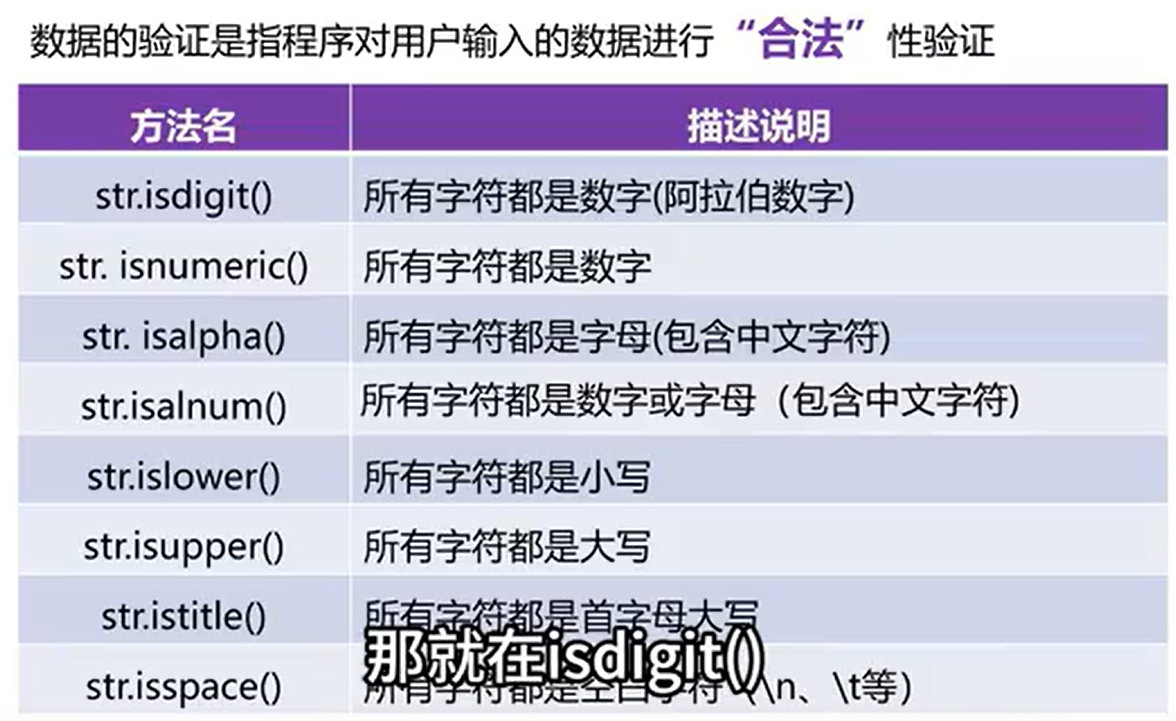 数据的验证是指程序对用户输入的数据进行“合法”性验证
方法名 描述说明
str.isdigit() 所有字符都是数字(阿拉伯数字)
str. isnumeric() 所有字符都是数字
str. isalpha() 所有字符都是字母(包含中文字符)
str.isalnum() 所有字符都是数字或字母（包含中文字符)
str.islower() 所有字符都是小写
str.isupper() 所有字符都是大写
str.istitle() 所有字符都是首字母大写
那就在isdigit()
str.isspace() 所有字符都是空白字符（\n、\t等）